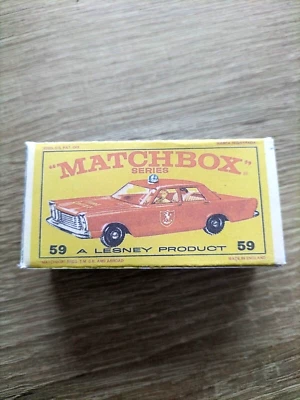 "MATCHBOX"
SERIES
59 A LESNEY PRODUCT 59